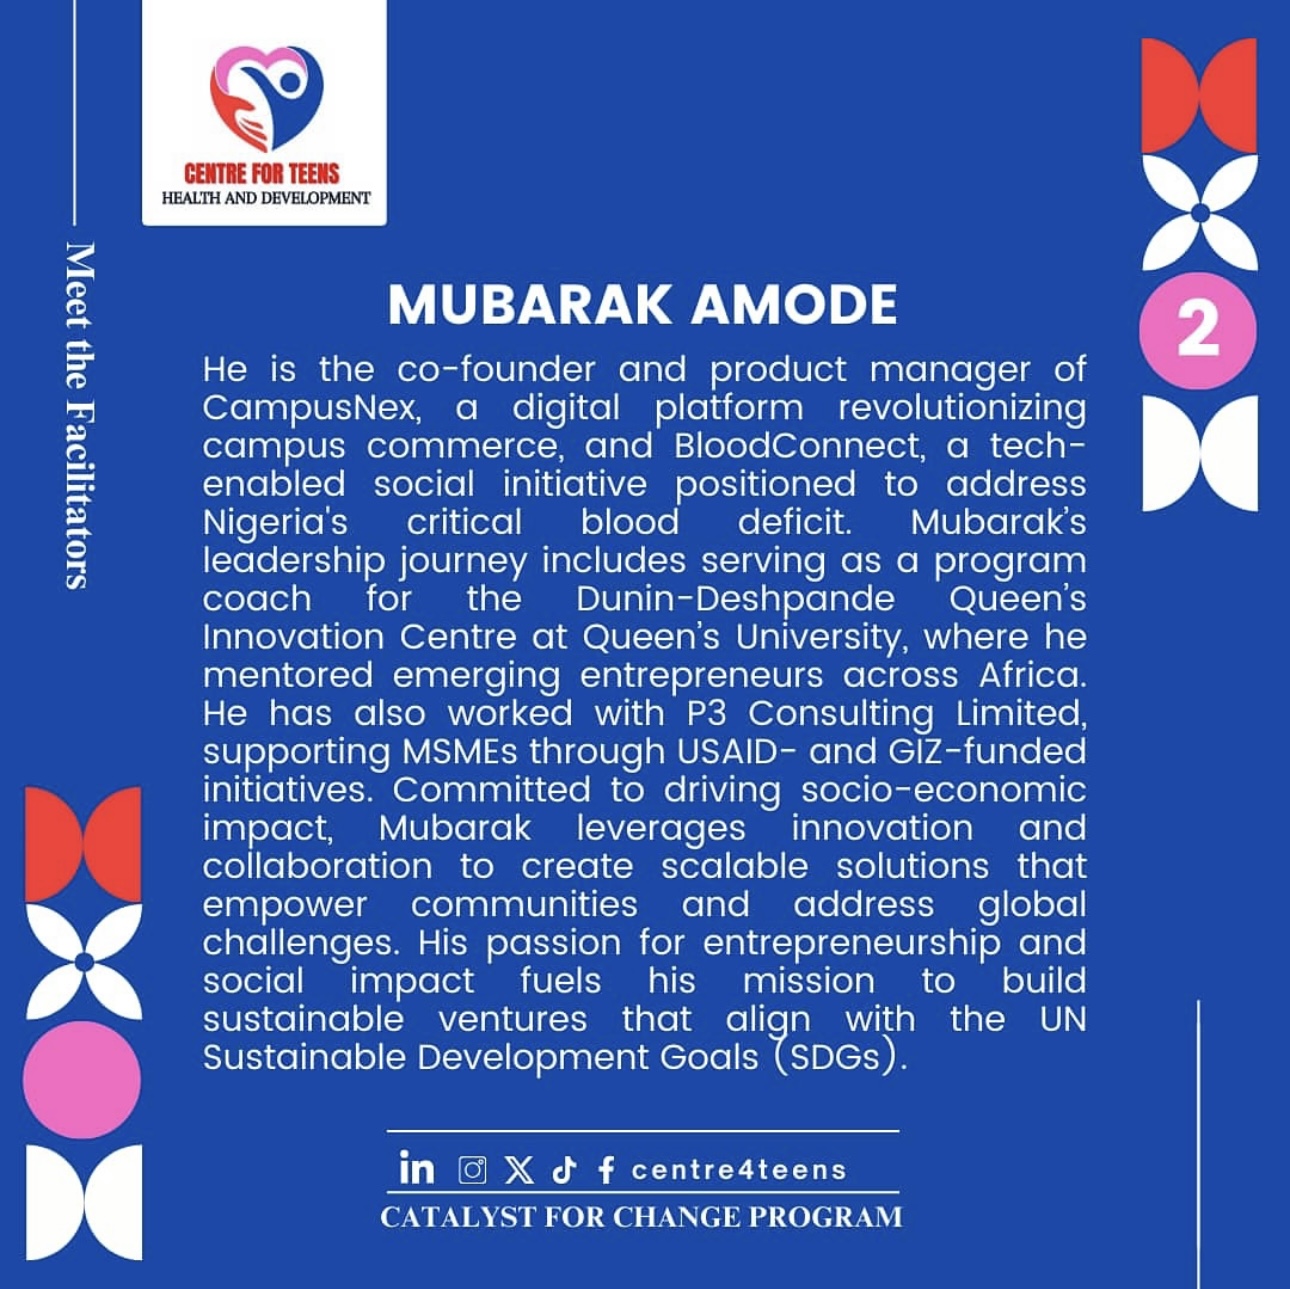 CENTRE FOR TEENS
HEALTH AND DEVELOPMENT
Meet the Facilitators
2
MUBARAK AMODE
He is the co-founder and product manager of
CampusNex, a digital platform revolutionizing
campus commerce, and BloodConnect, a tech-
enabled social initiative positioned to address
Nigeria's critical blood deficit. Mubarak’s
leadership journey includes serving as a program
coach for the Dunin-Deshpande Queen’s
Innovation Centre at Queen’s University, where he
mentored emerging entrepreneurs across Africa.
He has also worked with P3 Consulting Limited,
supporting MSMEs through USAID- and GIZ-funded
initiatives. Committed to driving socio-economic
impact, Mubarak leverages innovation and
collaboration to create scalable solutions that
empower communities and address global
challenges. His passion for entrepreneurship and
social impact fuels his mission to build
sustainable ventures that align with the UN
Sustainable Development Goals (SDGs).
centre4teens
CATALYST FOR CHANGE PROGRAM